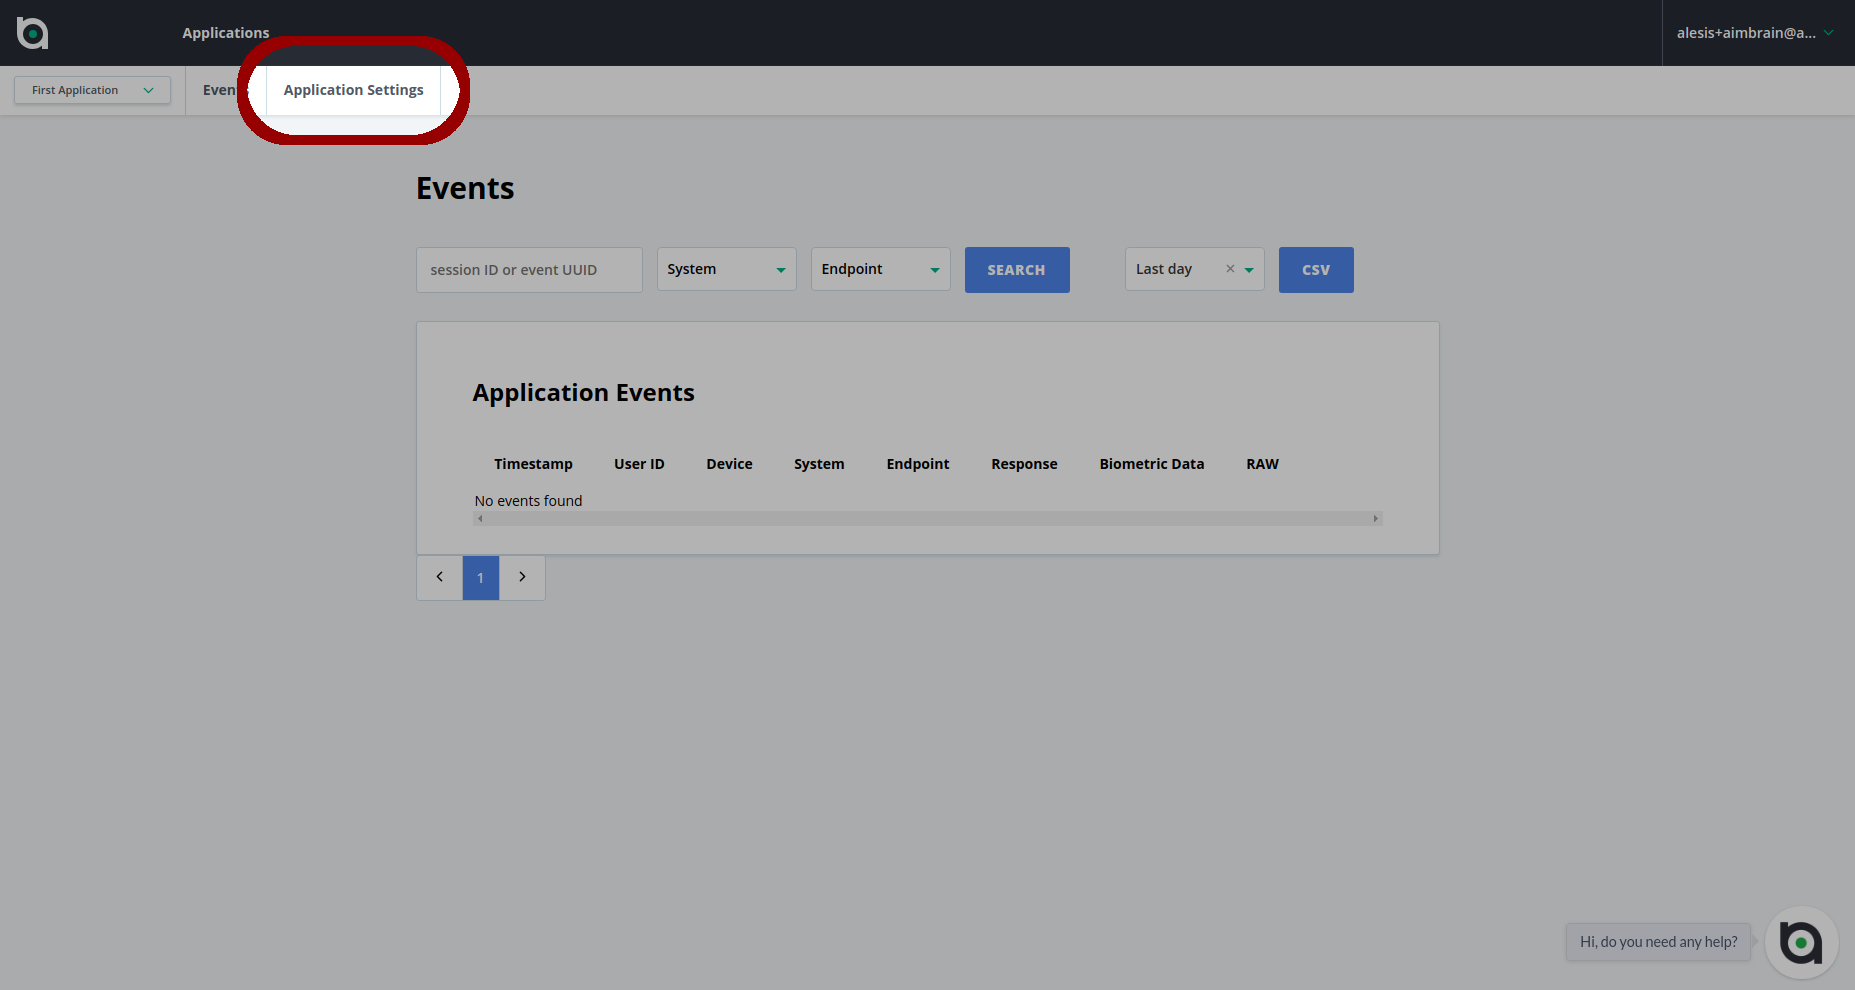 Applications
alesis+aimbrain@a...
First Application
Even
Application Settings
Events
session ID or event UUID
System
Endpoint
SEARCH
Last day
CSV
Application Events
Timestamp User ID Device System Endpoint Response Biometric Data RAW
No events found
1
Hi, do you need any help?